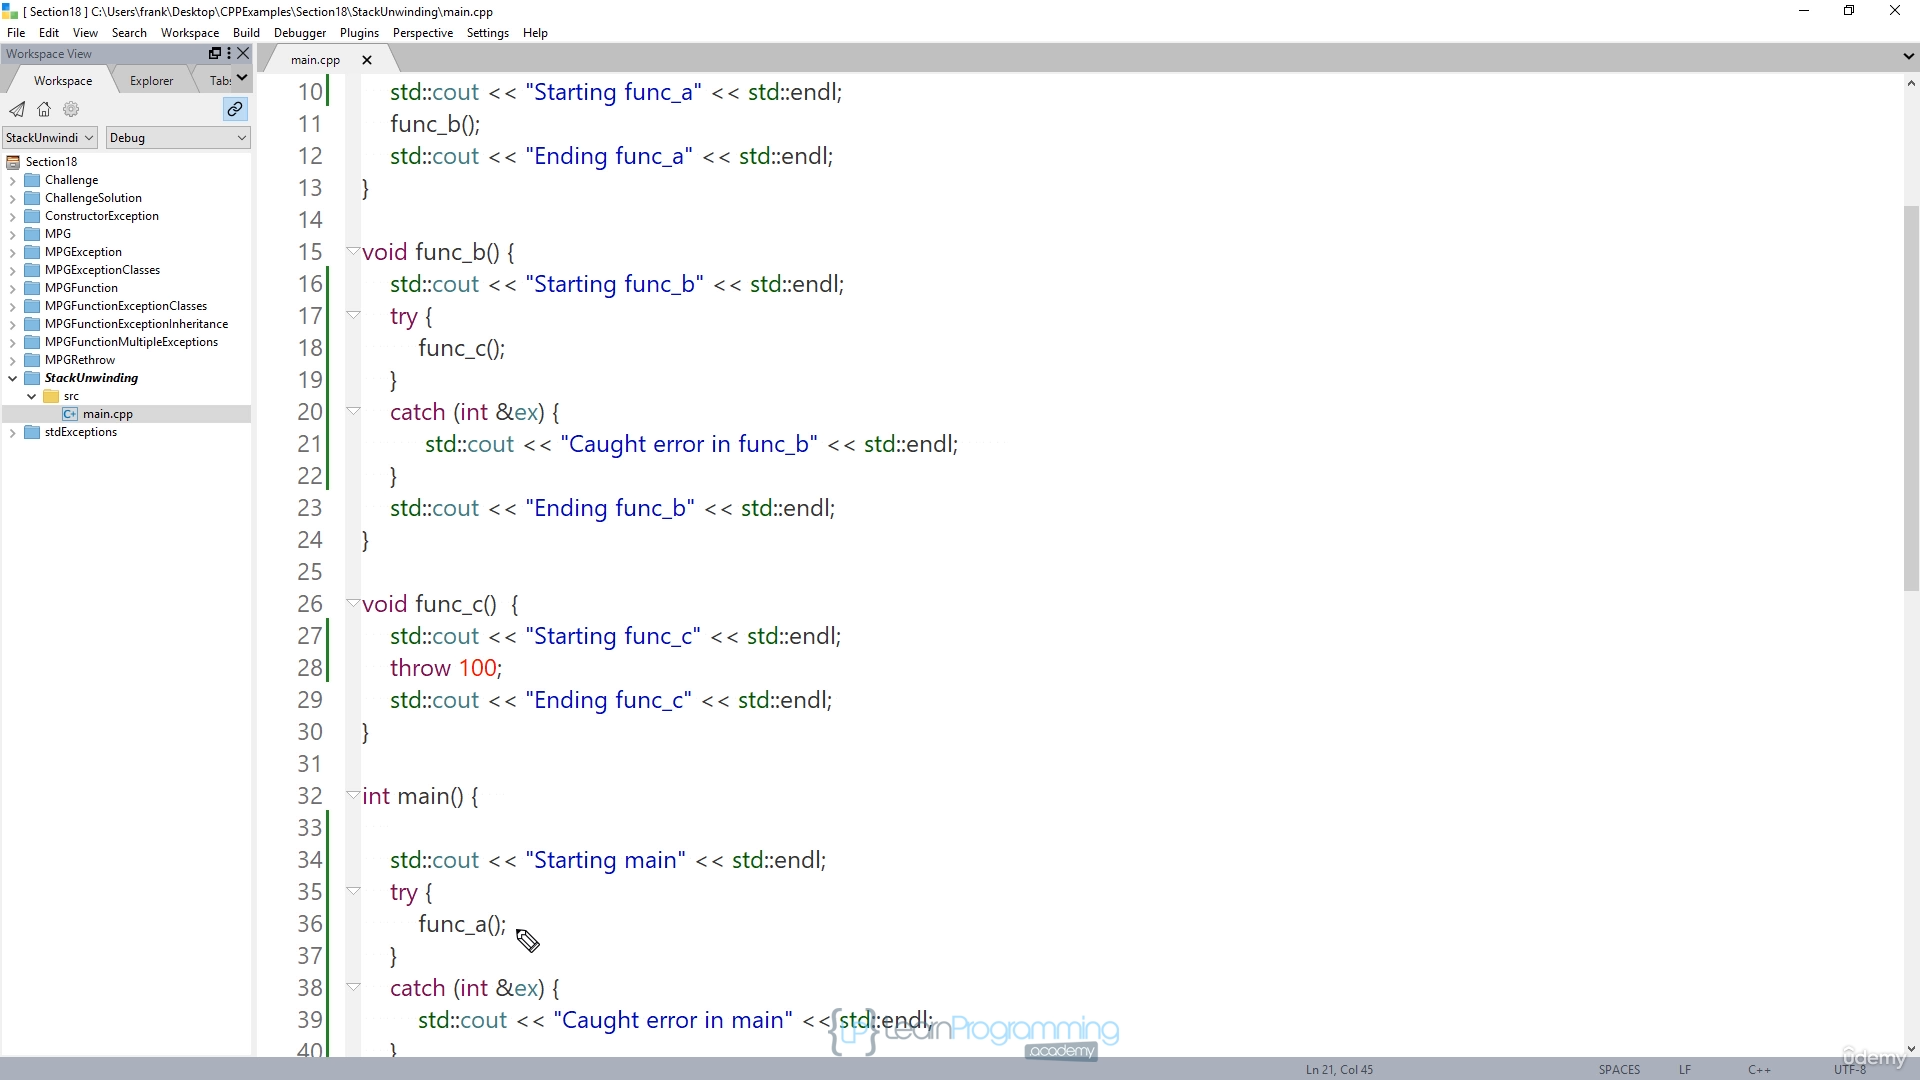 [ Section18 ] C:\Users\frank\Desktop\CPPExamples\Section18\StackUnwinding\main.cpp
File Edit View Search Workspace Build Debugger Plugins Perspective Settings Help
Workspace View
main.cpp
Workspace Explorer Tabs
StackUnwindi Debug
Section18
Challenge
ChallengeSolution
ConstructorException
MPG
MPGException
MPGExceptionClasses
MPGFunction
MPGFunctionExceptionClasses
MPGFunctionExceptionInheritance
MPGFunctionMultipleExceptions
MPGRethrow
StackUnwinding
src
main.cpp
stdExceptions
10 std::cout << "Starting func_a" << std::endl;
11 func_b();
12 std::cout << "Ending func_a" << std::endl;
13 }
14
15 void func_b() {
16 std::cout << "Starting func_b" << std::endl;
17 try {
18 func_c();
19 }
20 catch (int &ex) {
21 std::cout << "Caught error in func_b" << std::endl;
22 }
23 std::cout << "Ending func_b" << std::endl;
24 }
25
26 void func_c() {
27 std::cout << "Starting func_c" << std::endl;
28 throw 100;
29 std::cout << "Ending func_c" << std::endl;
30 }
31
32 int main() {
33
34 std::cout << "Starting main" << std::endl;
35 try {
36 func_a();
37 }
38 catch (int &ex) {
39 std::cout << "Caught error in main" << std::endl;
40 }
{LP} LearnProgramming
.academy
ûdemy
Ln 21, Col 45 SPACES LF C++ UTF-8